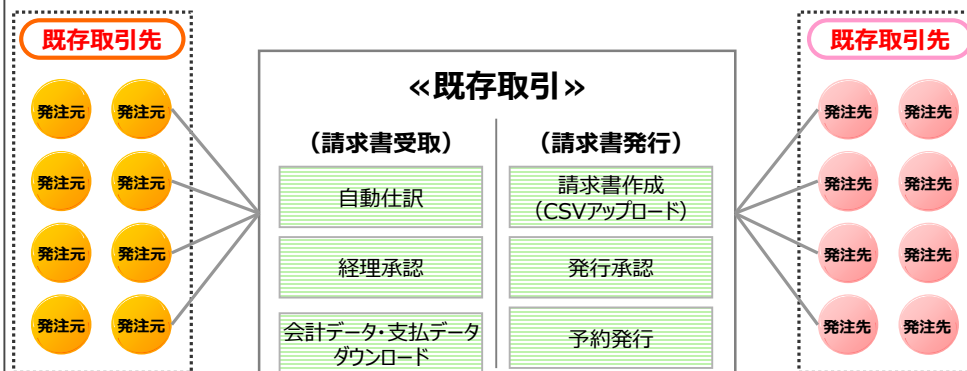 既存取引先
発注元 発注元
発注元 発注元
発注元 発注元
発注元 発注元
≪既存取引≫
（請求書受取）
自動仕訳
経理承認
会計データ・支払データ
ダウンロード
（請求書発行）
請求書作成
（CSVアップロード）
発行承認
予約発行
既存取引先
発注先 発注先
発注先 発注先
発注先 発注先
発注先 発注先